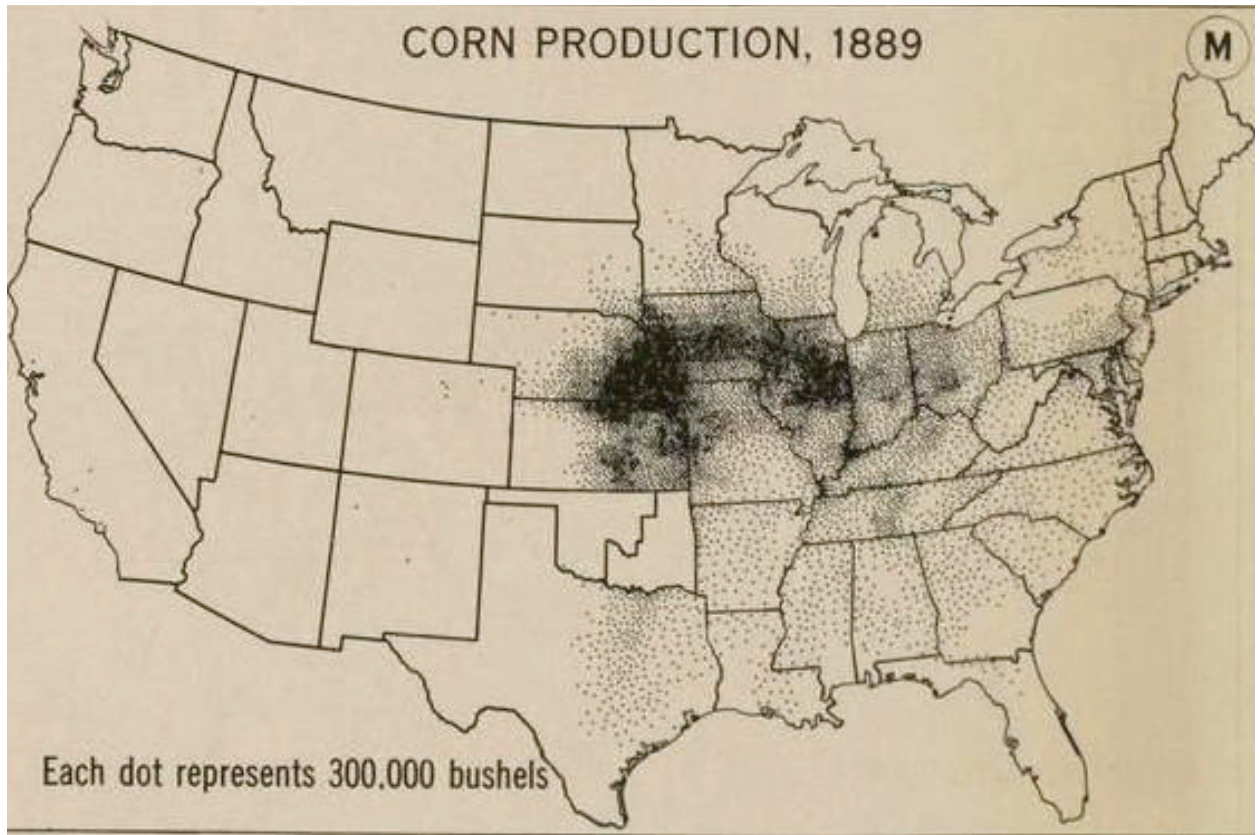 CORN PRODUCTION, 1889
M
Each dot represents 300,000 bushels